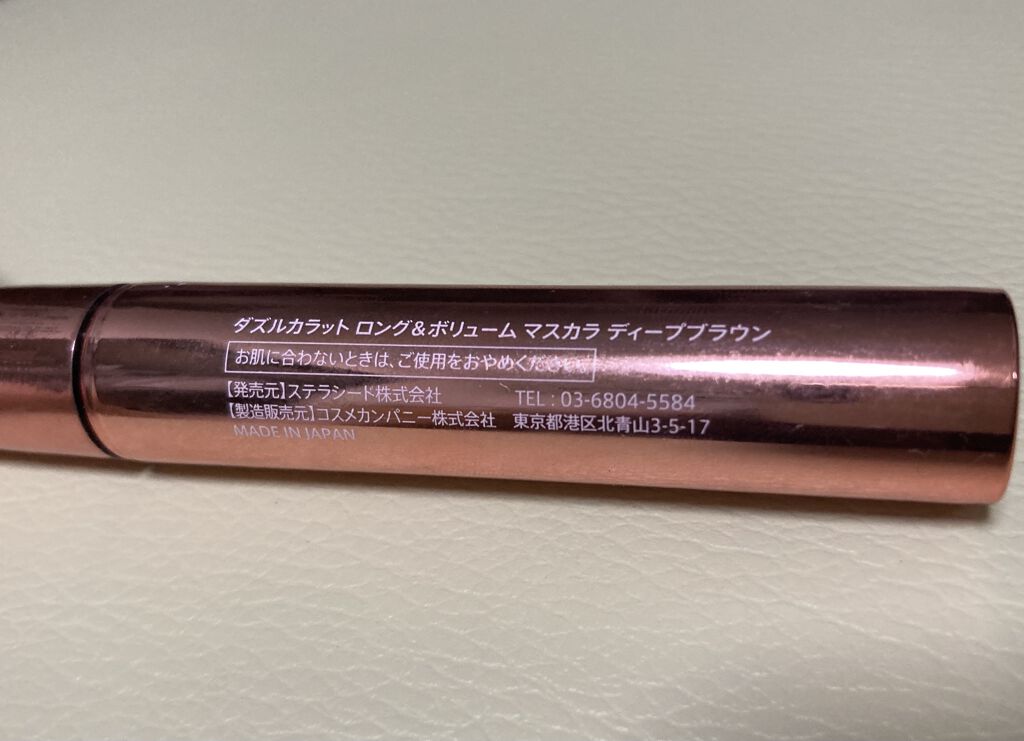 ダズルカラット ロング&ボリューム マスカラ ディープブラウン
お肌に合わないときは、ご使用をおやめください。
【発売元】ステラシード株式会社 TEL : 03-6804-5584
【製造販売元】コスメカンパニー株式会社 東京都港区北青山3-5-17
MADE IN JAPAN